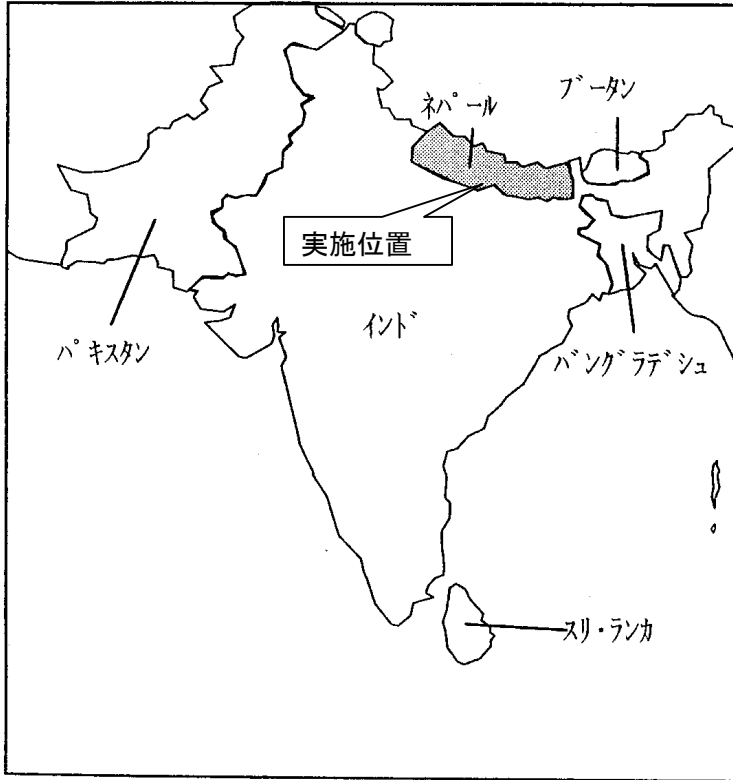 ネパール
ブータン
実施位置
インド
パキスタン
バングラデシュ
スリ・ランカ